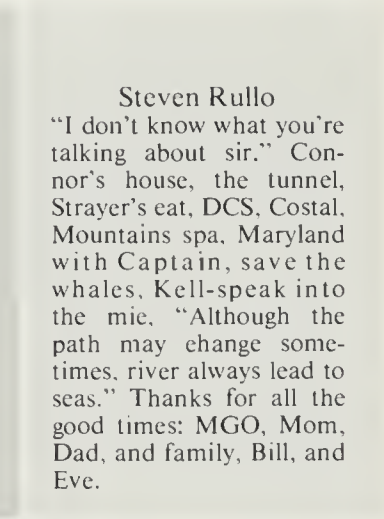 Steven Rullo
“I don't know what you're
talking about sir.” Con-
nor's house, the tunnel,
Strayer's eat, DCS, Costal,
Mountains spa, Maryland
with Captain, save the
whales, Kell-speak into
the mie, “Although the
path may ehange some-
times, river always lead to
seas.” Thanks for all the
good times: MGO, Mom,
Dad, and family, Bill, and
Eve.